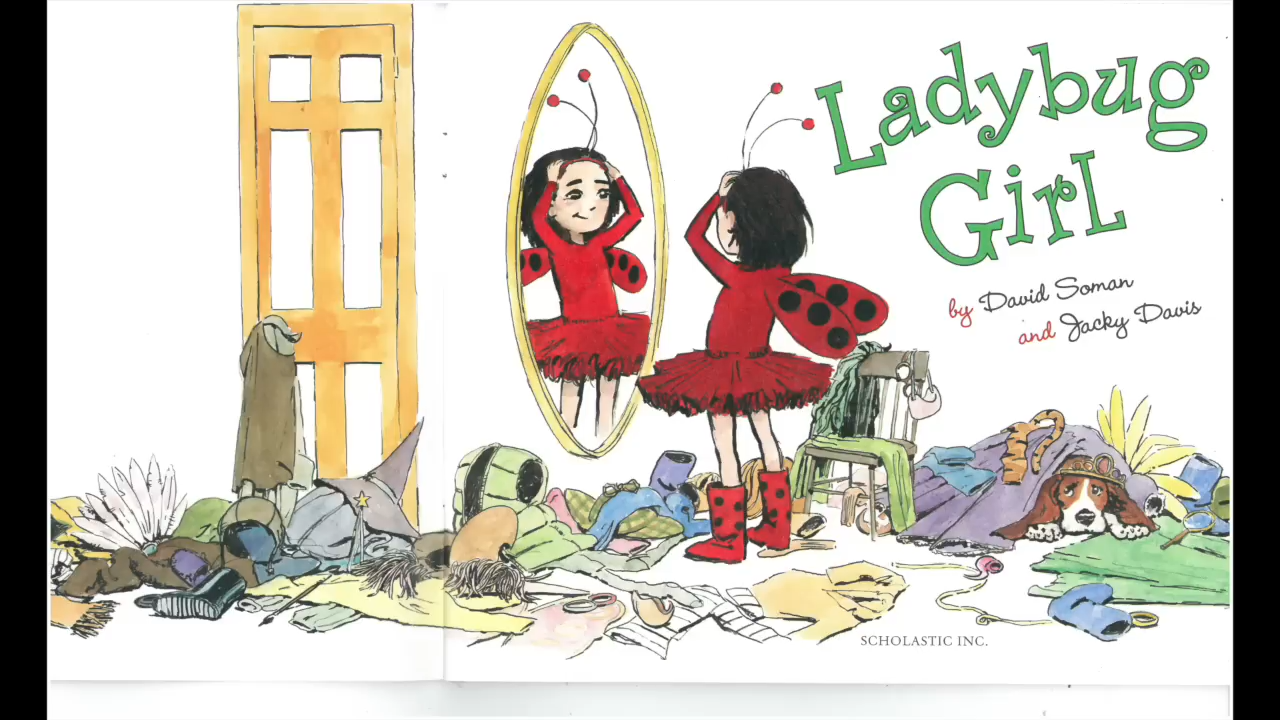 Ladybug
Girl
by David Soman
and Jacky Davis
SCHOLASTIC INC.